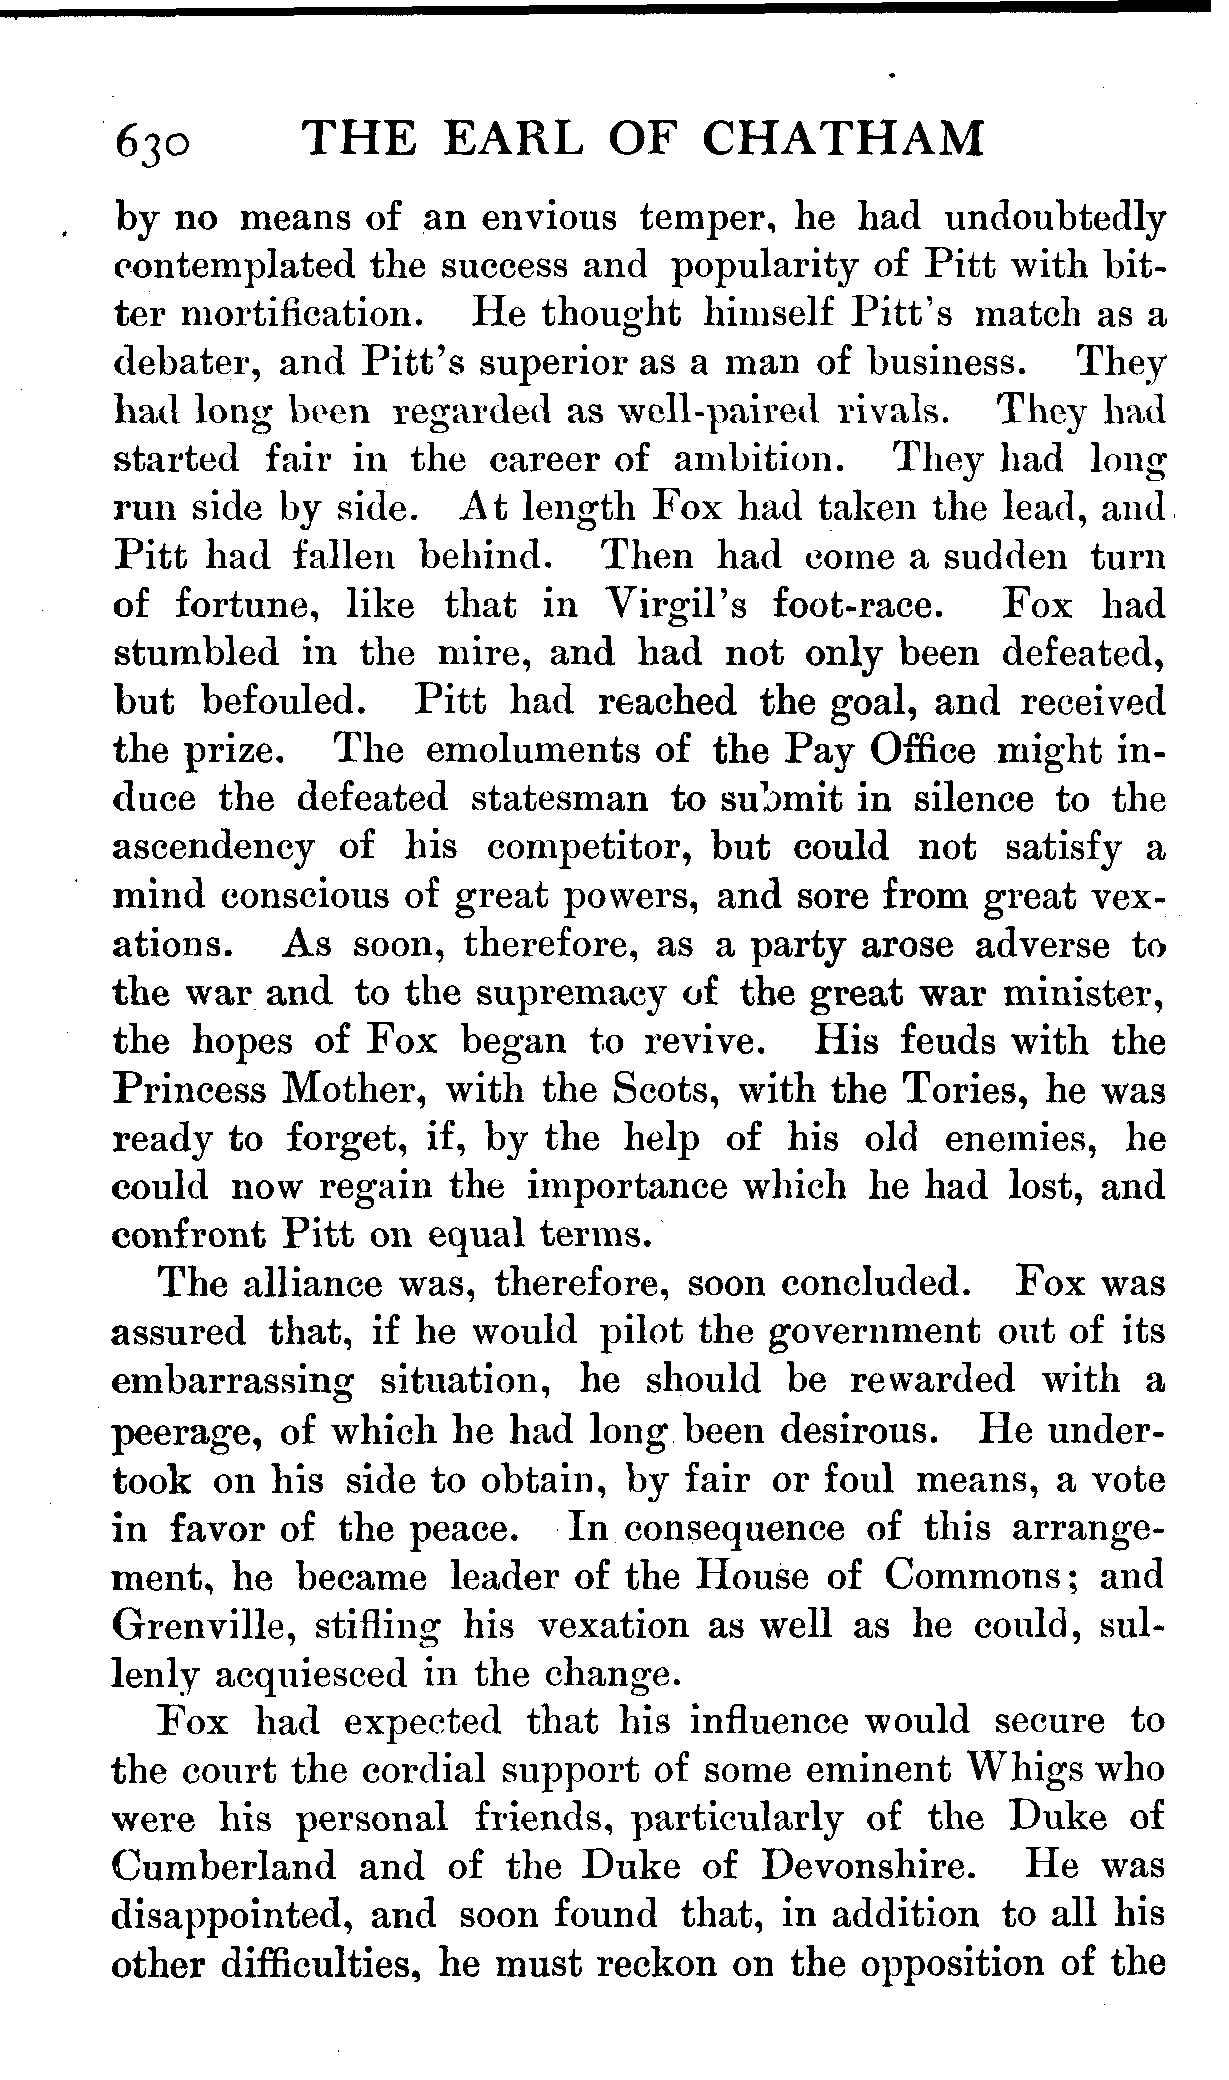 630 THE EARL OF CHATHAM
by no means of an envious temper, he had undoubtedly
contemplated the success and popularity of Pitt with bit-
ter mortification. He thought himself Pitt's match as a
debater, and Pitt's superior as a man of business. They
had long been regarded as well-paired rivals. They had
started fair in the career of ambition. They had long
run side by side. At length Fox had taken the lead, and
Pitt had fallen behind. Then had come a sudden turn
of fortune, like that in Virgil's foot-race. Fox had
stumbled in the mire, and had not only been defeated,
but befouled. Pitt had reached the goal, and received
the prize. The emoluments of the Pay Office might in-
duce the defeated statesman to submit in silence to the
ascendency of his competitor, but could not satisfy a
mind conscious of great powers, and sore from great vex-
ations. As soon, therefore, as a party arose adverse to
the war and to the supremacy of the great war minister,
the hopes of Fox began to revive. His feuds with the
Princess Mother, with the Scots, with the Tories, he was
ready to forget, if, by the help of his old enemies, he
could now regain the importance which he had lost, and
confront Pitt on equal terms.
The alliance was, therefore, soon concluded. Fox was
assured that, if he would pilot the government out of its
embarrassing situation, he should be rewarded with a
peerage, of which he had long been desirous. He under-
took on his side to obtain, by fair or foul means, a vote
in favor of the peace. In consequence of this arrange-
ment, he became leader of the House of Commons; and
Grenville, stifling his vexation as well as he could, sul-
lenly acquiesced in the change.
Fox had expected that his influence would secure to
the court the cordial support of some eminent Whigs who
were his personal friends, particularly of the Duke of
Cumberland and of the Duke of Devonshire. He was
disappointed, and soon found that, in addition to all his
other difficulties, he must reckon on the opposition of the